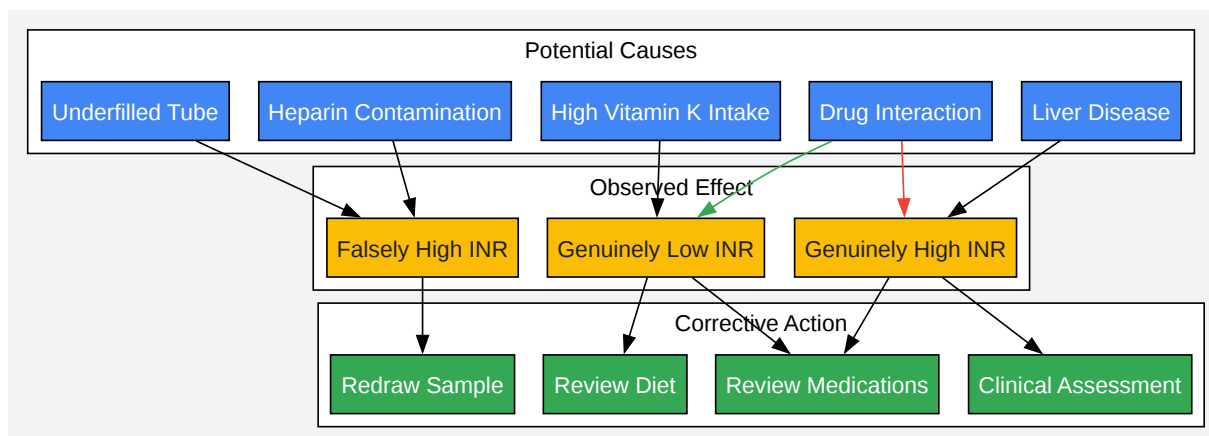 Potential Causes
Underfilled Tube
Heparin Contamination
High Vitamin K Intake
Drug Interaction
Liver Disease
Observed Effect
Falsely High INR
Genuinely Low INR
Genuinely High INR
Corrective Action
Redraw Sample
Review Diet
Review Medications
Clinical Assessment